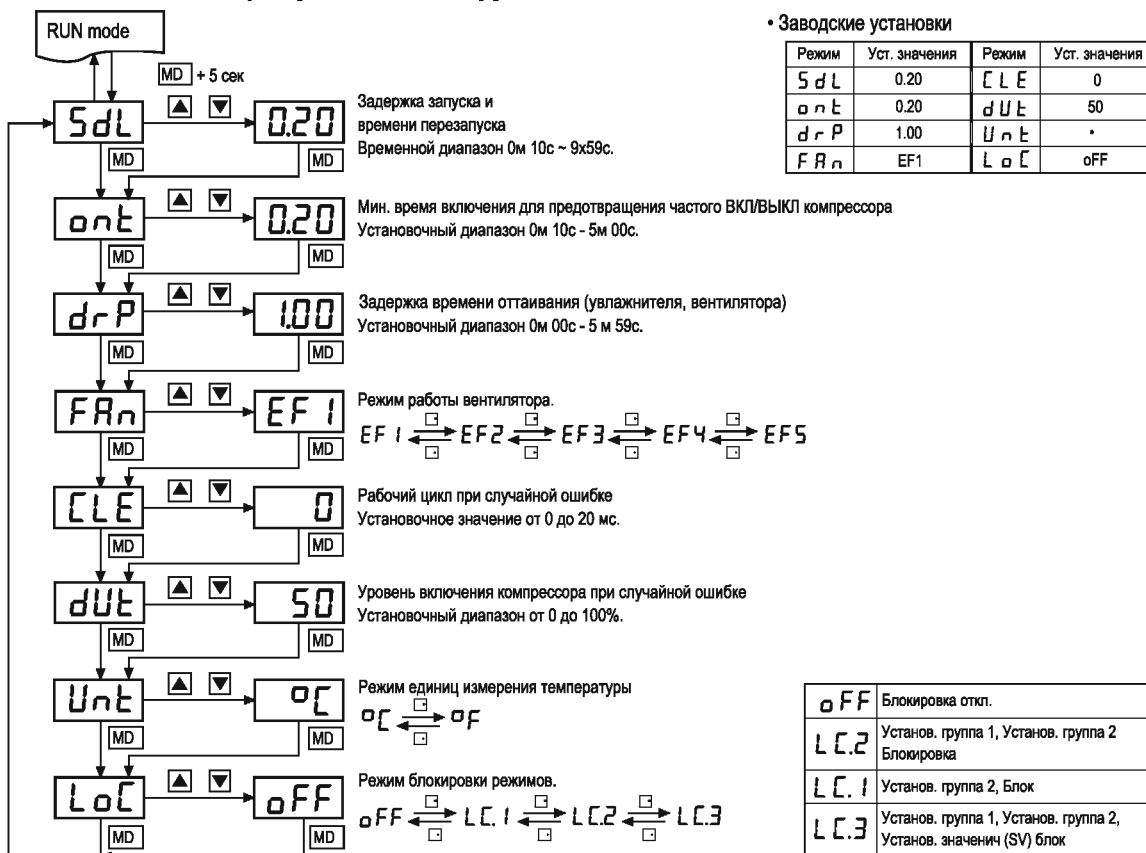 RUN mode
MD + 5 сек
SdL
0.20
MD
MD
Задержка запуска и
времени перезапуска
Временной диапазон 0м 10с ~ 9х59с.
ont
0.20
MD
MD
Мин. время включения для предотвращения частого ВКЛ/ВЫКЛ компрессора
Установочный диапазон 0м 10с - 5м 00с.
drP
1.00
MD
MD
Задержка времени оттаивания (увлажнителя, вентилятора)
Установочный диапазон 0м 00с - 5 м 59с.
FAn
EF1
MD
MD
Режим работы вентилятора.
EF1 EF2 EF3 EF4 EF5
CLE
0
MD
MD
Рабочий цикл при случайной ошибке
Установочное значение от 0 до 20 мс.
dUt
50
MD
MD
Уровень включения компрессора при случайной ошибке
Установочный диапазон от 0 до 100%.
Unt
°C
MD
MD
Режим единиц измерения температуры
°C °F
LoC
oFF
MD
MD
Режим блокировки режимов.
oFF LC.1 LC.2 LC.3
• Заводские установки
Режим Уст. значения Режим Уст. значения
SdL 0.20 CLE 0
ont 0.20 dUt 50
drP 1.00 Unt •
FAn EF1 LoC oFF
oFF Блокировка откл.
LC.2 Установ. группа 1, Установ. группа 2
Блокировка
LC.1 Установ. группа 2, Блок
LC.3 Установ. группа 1, Установ. группа 2,
Установ. значенич (SV) блок